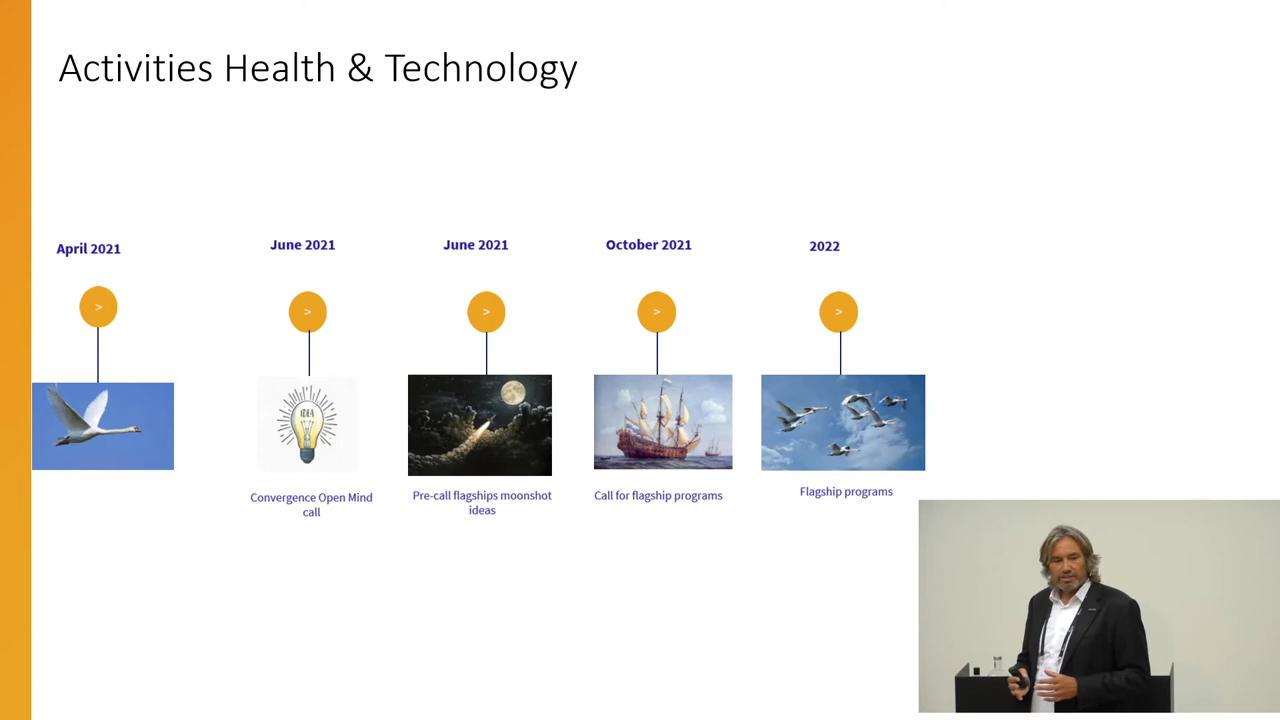 Activities Health & Technology
April 2021
June 2021
June 2021
October 2021
2022
>
>
>
>
>
IDEA
Convergence Open Mind
call
Pre-call flagships moonshot
ideas
Call for flagship programs
Flagship programs